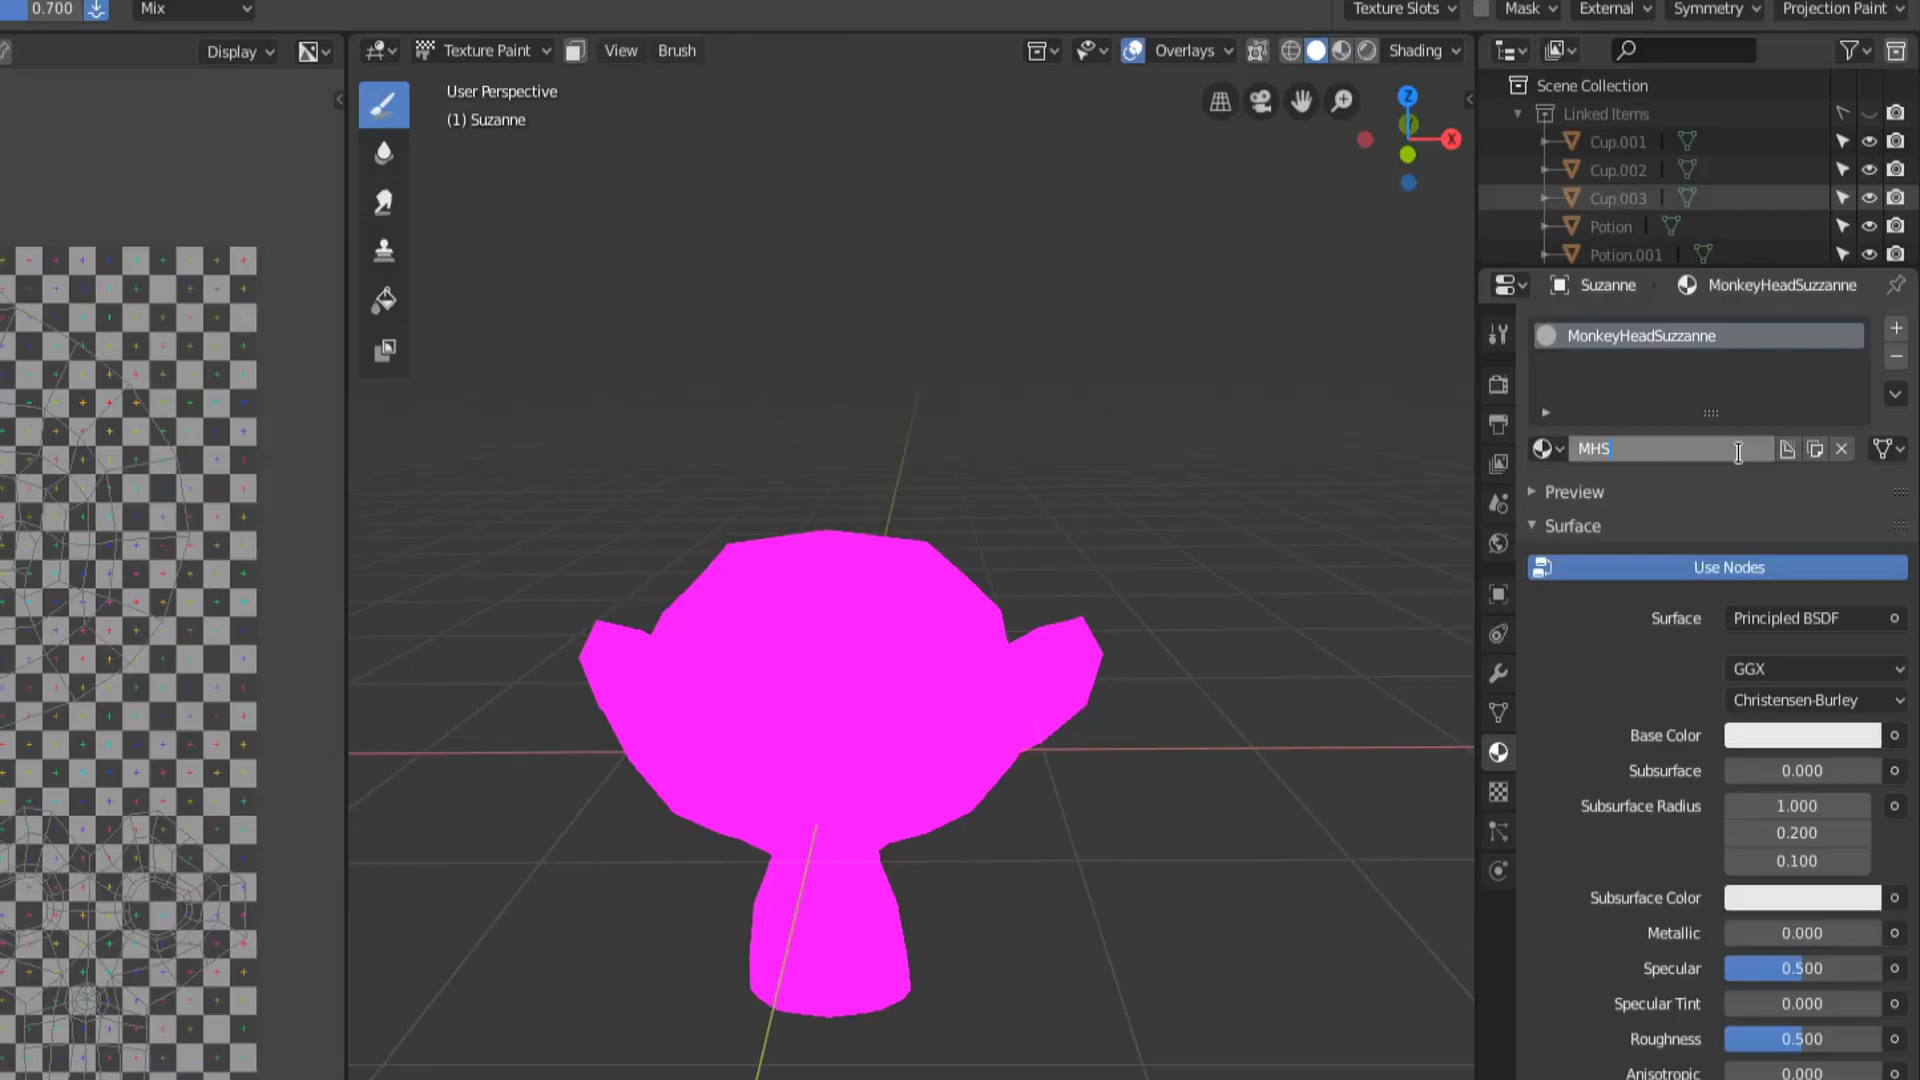 0.700 Mix Texture Slots Mask External Symmetry Projection Paint
Display Texture Paint View Brush Overlays Shading
User Perspective
(1) Suzanne
Z
X
Scene Collection
Linked Items
Cup.001
Cup.002
Cup.003
Potion
Potion.001
Suzanne MonkeyHeadSuzzanne
MonkeyHeadSuzzanne
MHS
Preview
Surface
Use Nodes
Surface Principled BSDF
GGX
Christensen-Burley
Base Color
Subsurface 0.000
Subsurface Radius 1.000
0.200
0.100
Subsurface Color
Metallic 0.000
Specular 0.500
Specular Tint 0.000
Roughness 0.500
Anisotropic 0.000